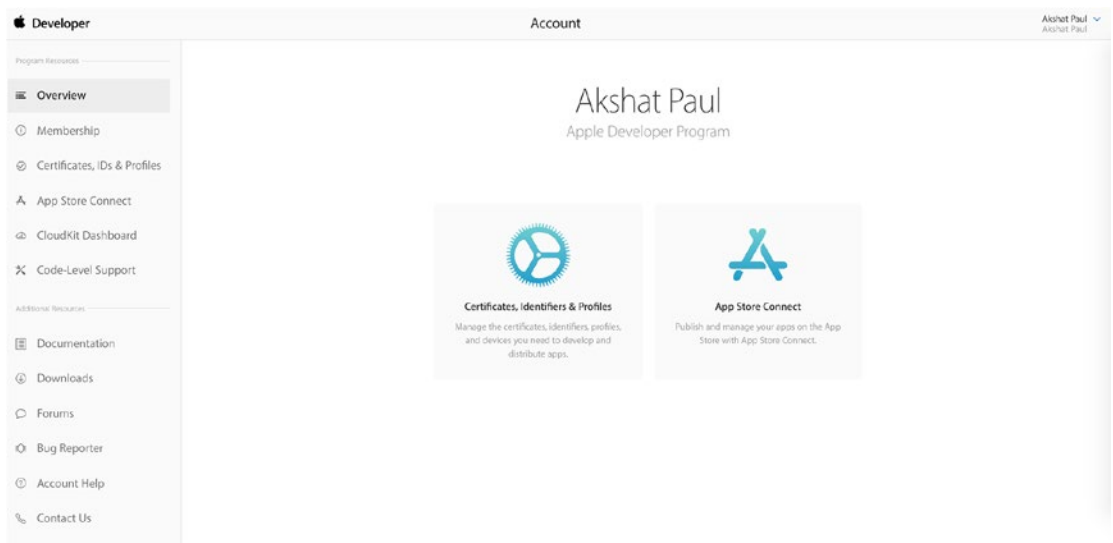 Developer
Account
Akshat Paul
Akshat Paul
Program Resources
Overview
Membership
Certificates, IDs & Profiles
App Store Connect
CloudKit Dashboard
Code-Level Support
Additional Resources
Documentation
Downloads
Forums
Bug Reporter
Account Help
Contact Us
Akshat Paul
Apple Developer Program
Certificates, Identifiers & Profiles
Manage the certificates, identifiers, profiles,
and devices you need to develop and
distribute apps.
App Store Connect
Publish and manage your apps on the App
Store with App Store Connect.